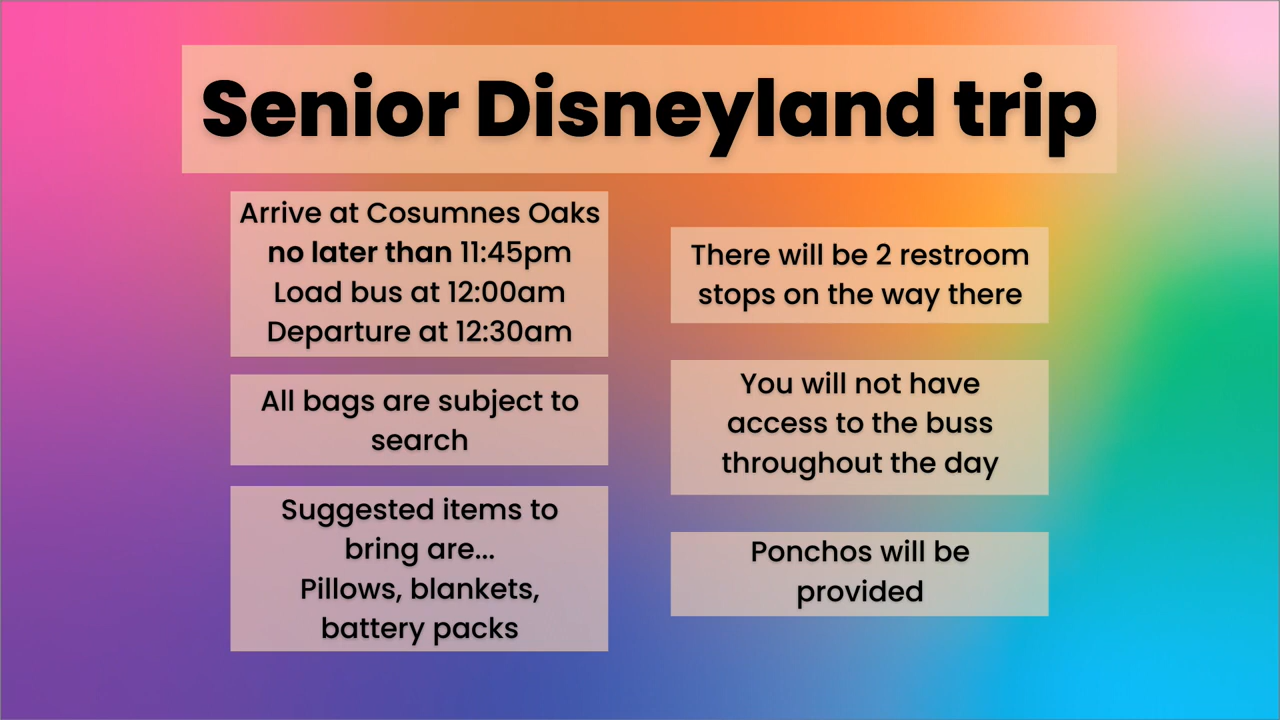 Senior Disneyland trip
Arrive at Cosumnes Oaks
no later than 11:45pm
Load bus at 12:00am
Departure at 12:30am
All bags are subject to
search
Suggested items to
bring are...
Pillows, blankets,
battery packs
There will be 2 restroom
stops on the way there
You will not have
access to the buss
throughout the day
Ponchos will be
provided